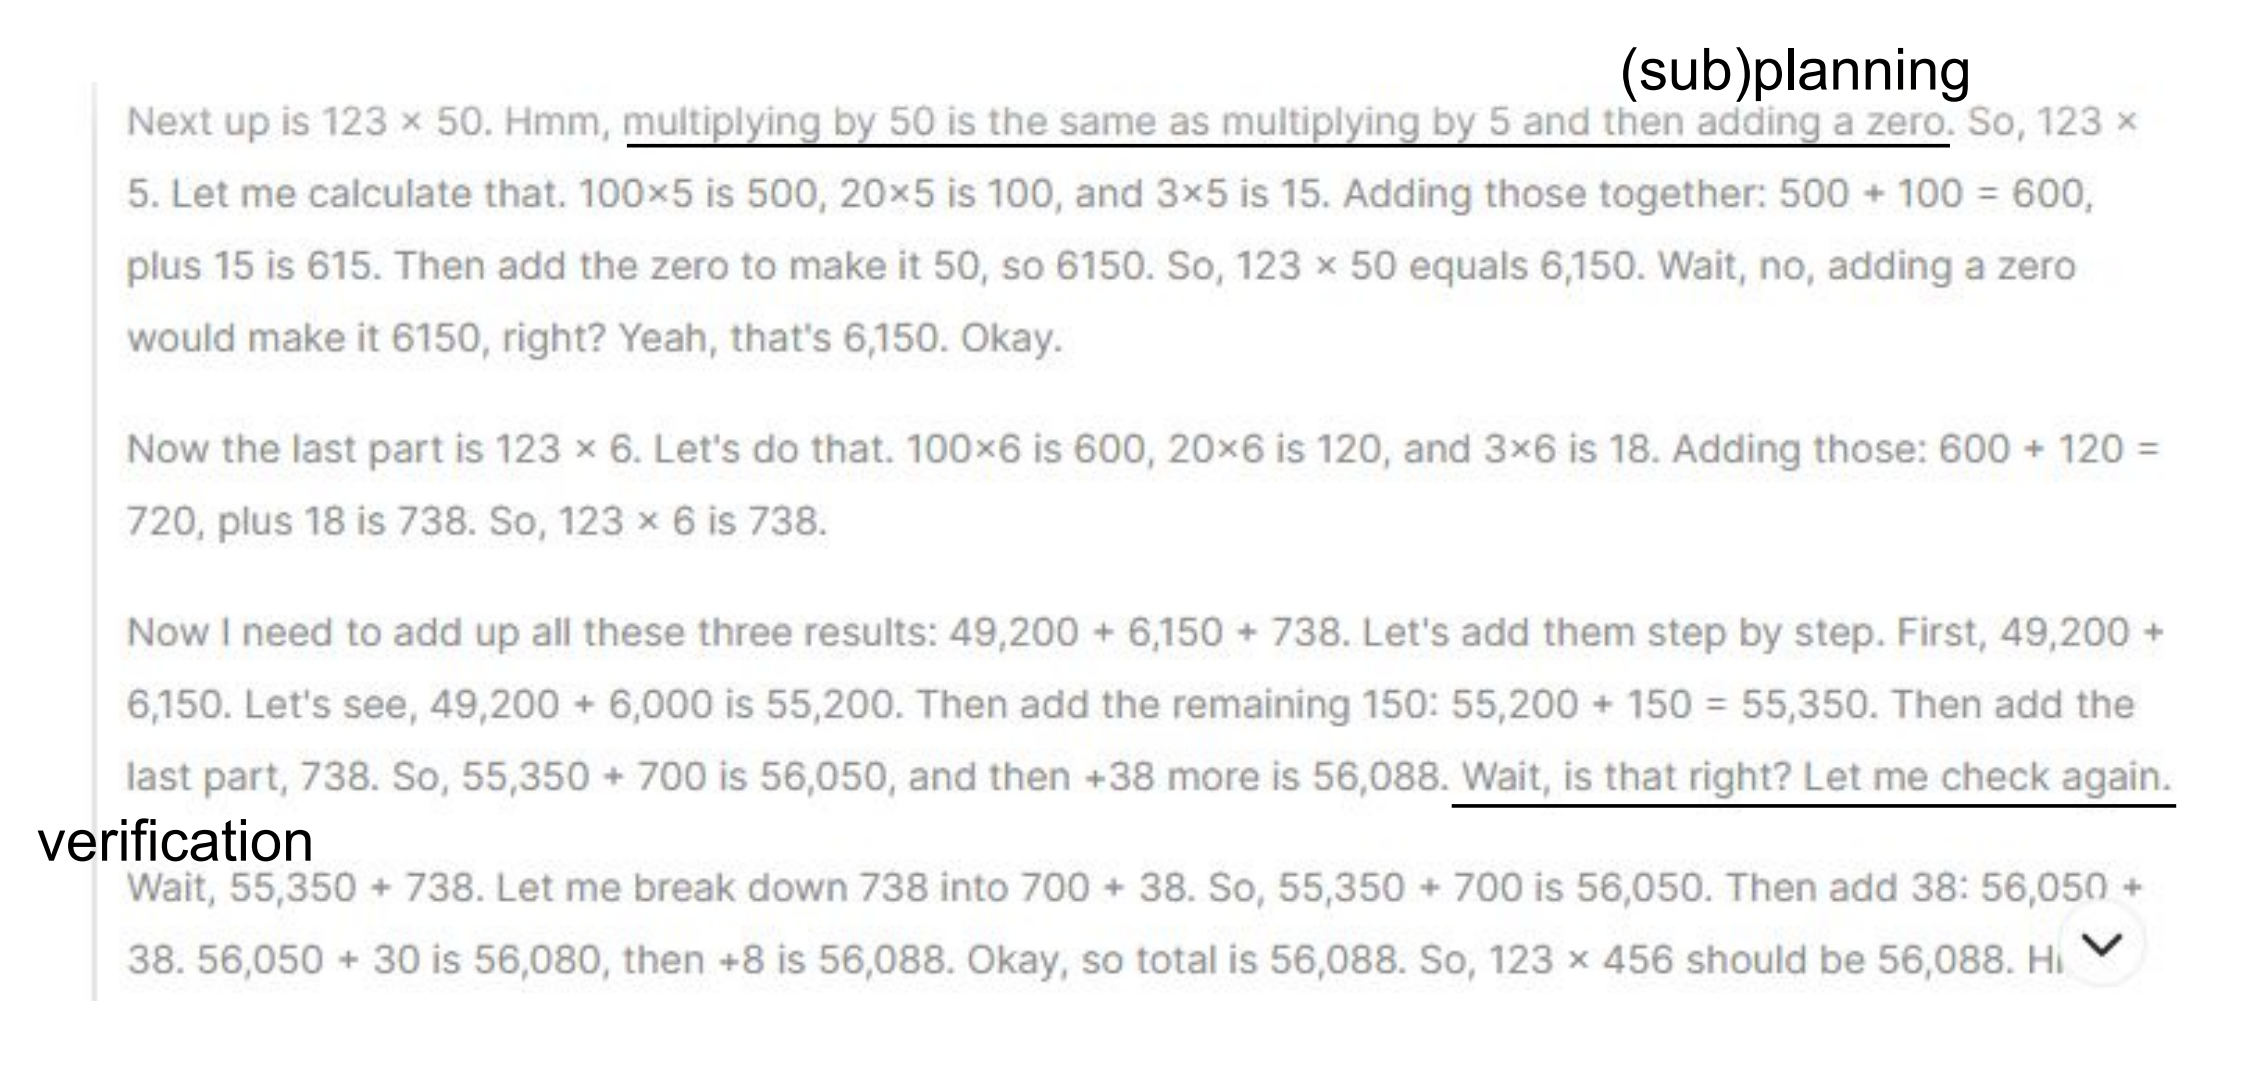 (sub)planning
Next up is 123 × 50. Hmm, multiplying by 50 is the same as multiplying by 5 and then adding a zero. So, 123 ×
5. Let me calculate that. 100×5 is 500, 20×5 is 100, and 3×5 is 15. Adding those together: 500 + 100 = 600,
plus 15 is 615. Then add the zero to make it 50, so 6150. So, 123 × 50 equals 6,150. Wait, no, adding a zero
would make it 6150, right? Yeah, that's 6,150. Okay.
Now the last part is 123 × 6. Let's do that. 100×6 is 600, 20×6 is 120, and 3×6 is 18. Adding those: 600 + 120 =
720, plus 18 is 738. So, 123 × 6 is 738.
Now I need to add up all these three results: 49,200 + 6,150 + 738. Let's add them step by step. First, 49,200 +
6,150. Let's see, 49,200 + 6,000 is 55,200. Then add the remaining 150: 55,200 + 150 = 55,350. Then add the
last part, 738. So, 55,350 + 700 is 56,050, and then +38 more is 56,088. Wait, is that right? Let me check again.
verification
Wait, 55,350 + 738. Let me break down 738 into 700 + 38. So, 55,350 + 700 is 56,050. Then add 38: 56,050 +
38. 56,050 + 30 is 56,080, then +8 is 56,088. Okay, so total is 56,088. So, 123 × 456 should be 56,088.